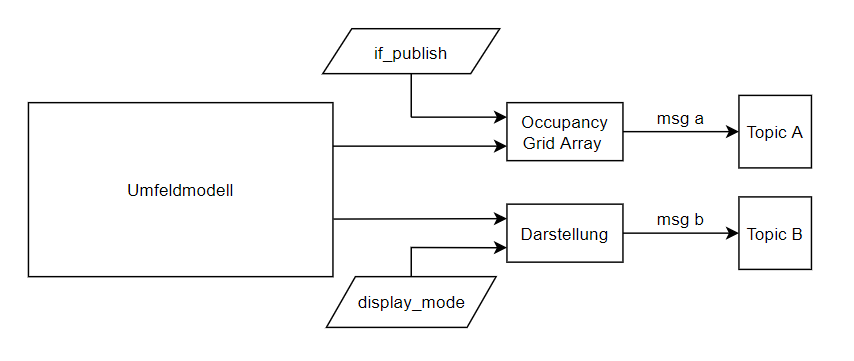 if_publish
Occupancy
Grid Array
msg a
Topic A
Umfeldmodell
Darstellung
msg b
Topic B
display_mode